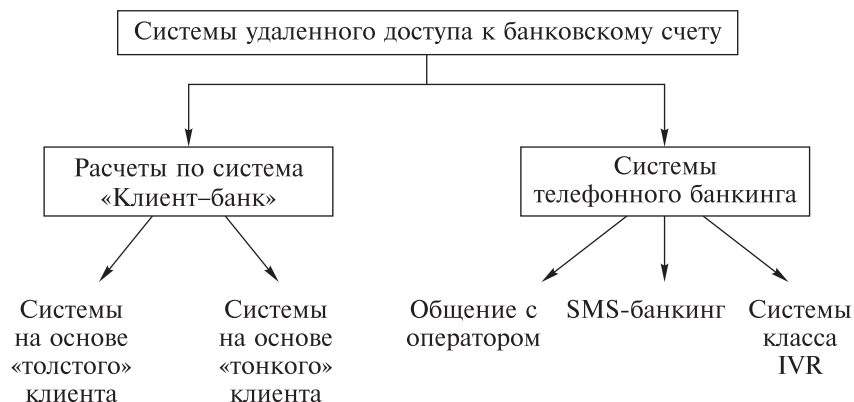 Системы удаленного доступа к банковскому счету
Расчеты по система
«Клиент–банк»
Системы
телефонного банкинга
Системы
на основе
«толстого»
клиента
Системы
на основе
«тонкого»
клиента
Общение с
оператором
SMS-банкинг
Системы
класса
IVR